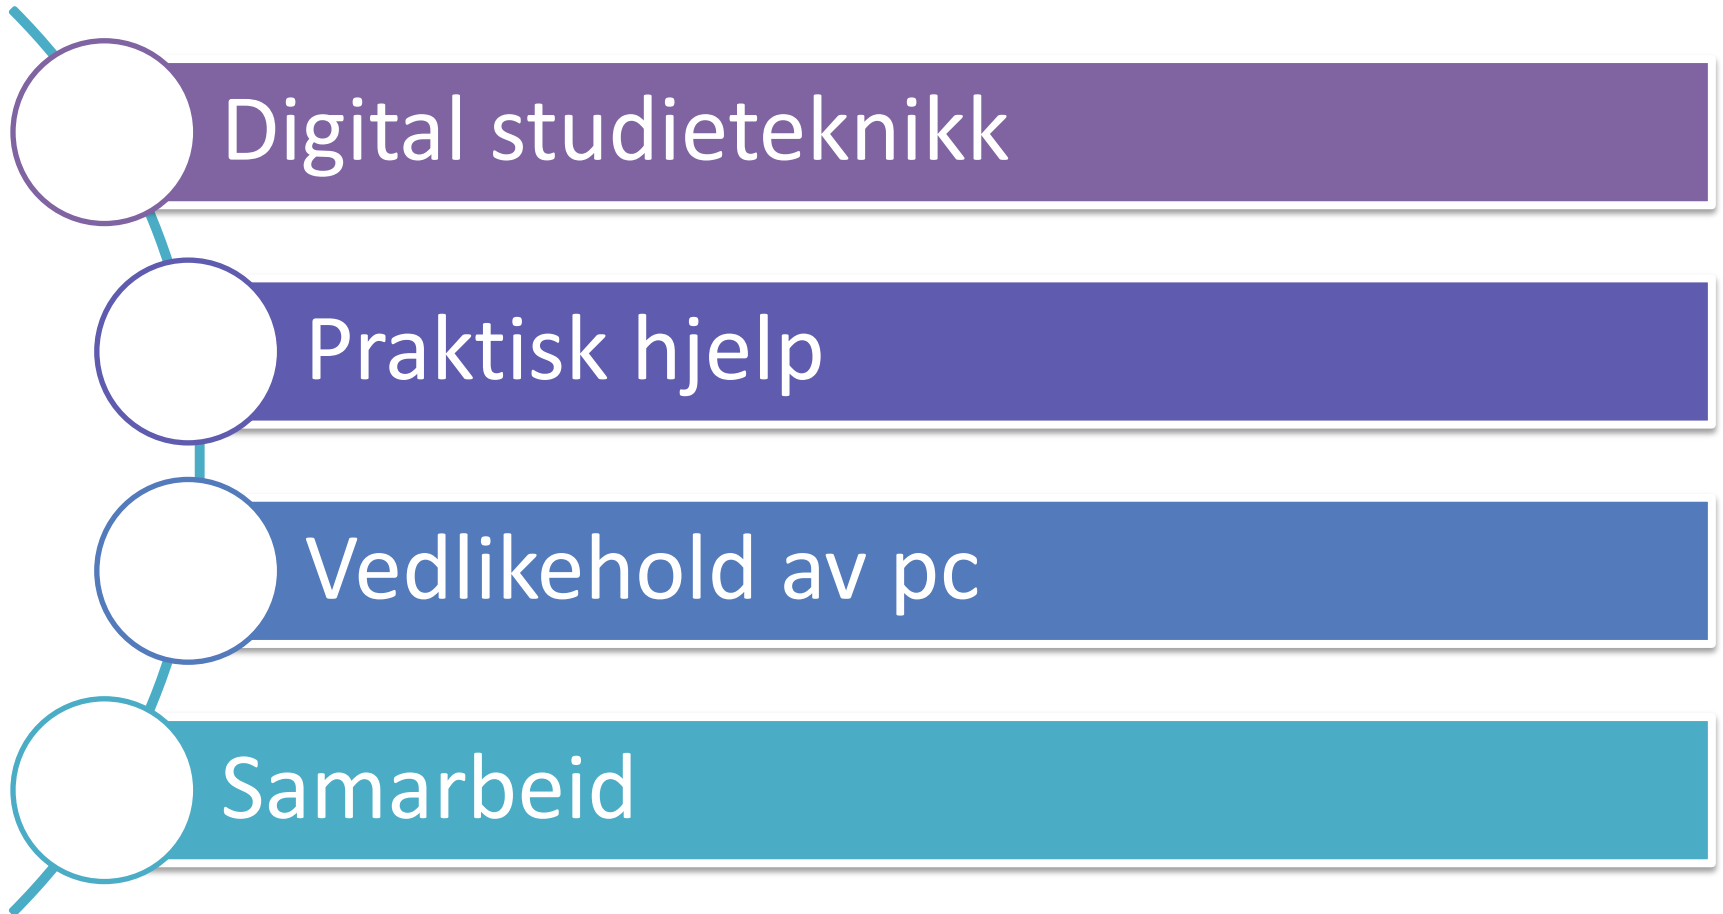 Digital studieteknikk
Praktisk hjelp
Vedlikehold av pc
Samarbeid